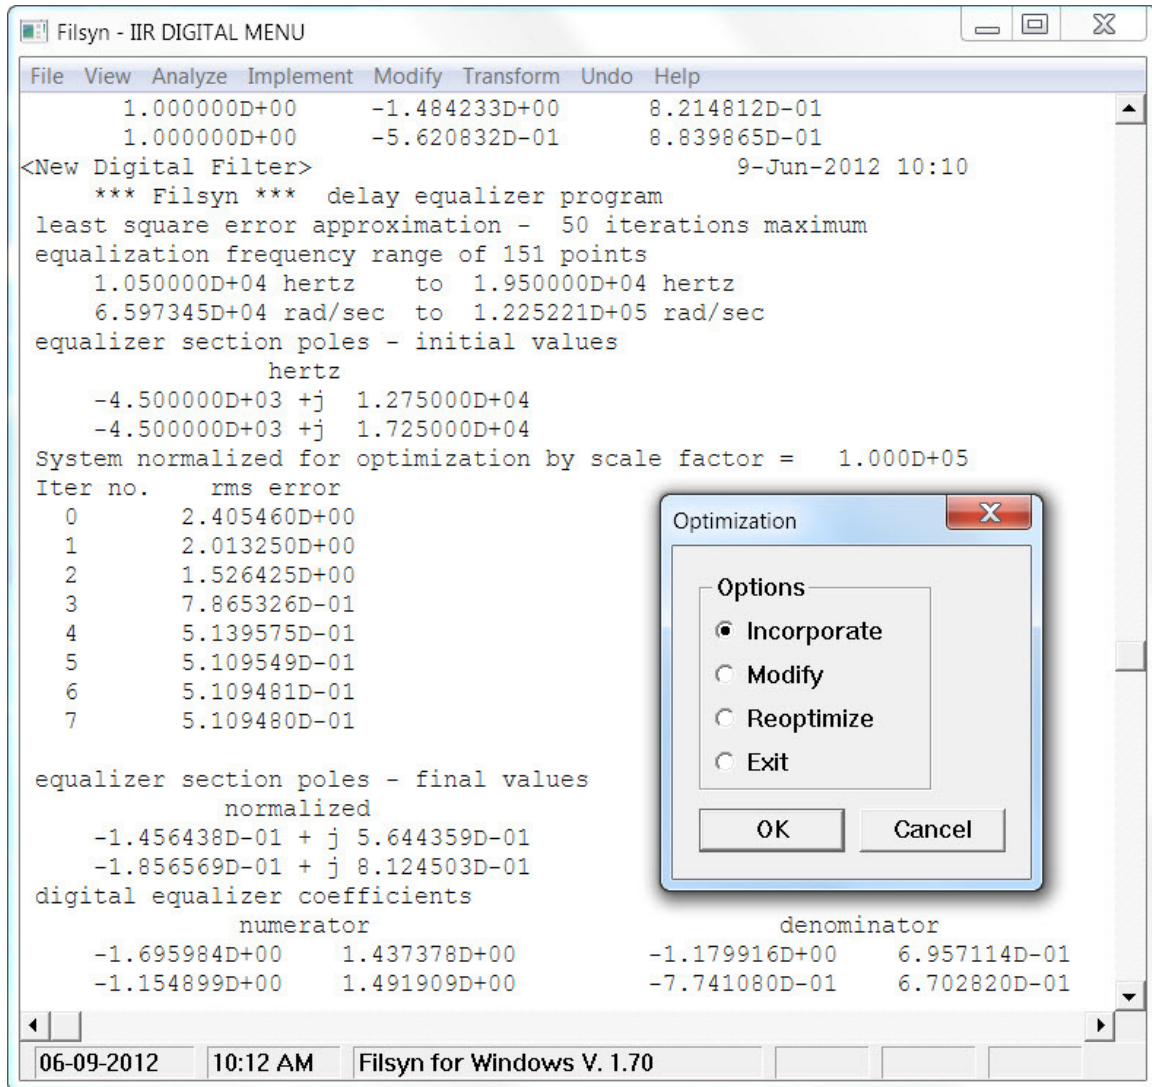 Filsyn - IIR DIGITAL MENU
File View Analyze Implement Modify Transform Undo Help
1.000000D+00 -1.484233D+00 8.214812D-01
1.000000D+00 -5.620832D-01 8.839865D-01
<New Digital Filter> 9-Jun-2012 10:10
*** Filsyn *** delay equalizer program
least square error approximation - 50 iterations maximum
equalization frequency range of 151 points
1.050000D+04 hertz to 1.950000D+04 hertz
6.597345D+04 rad/sec to 1.225221D+05 rad/sec
equalizer section poles - initial values
hertz
-4.500000D+03 +j 1.275000D+04
-4.500000D+03 +j 1.725000D+04
System normalized for optimization by scale factor = 1.000D+05
Iter no. rms error
0 2.405460D+00
1 2.013250D+00
2 1.526425D+00
3 7.865326D-01
4 5.139575D-01
5 5.109549D-01
6 5.109481D-01
7 5.109480D-01
Optimization
Options
Incorporate
Modify
Reoptimize
Exit
OK Cancel
equalizer section poles - final values
normalized
-1.456438D-01 + j 5.644359D-01
-1.856569D-01 + j 8.124503D-01
digital equalizer coefficients
numerator denominator
-1.695984D+00 1.437378D+00 -1.179916D+00 6.957114D-01
-1.154899D+00 1.491909D+00 -7.741080D-01 6.702820D-01
06-09-2012 10:12 AM Filsyn for Windows V. 1.70